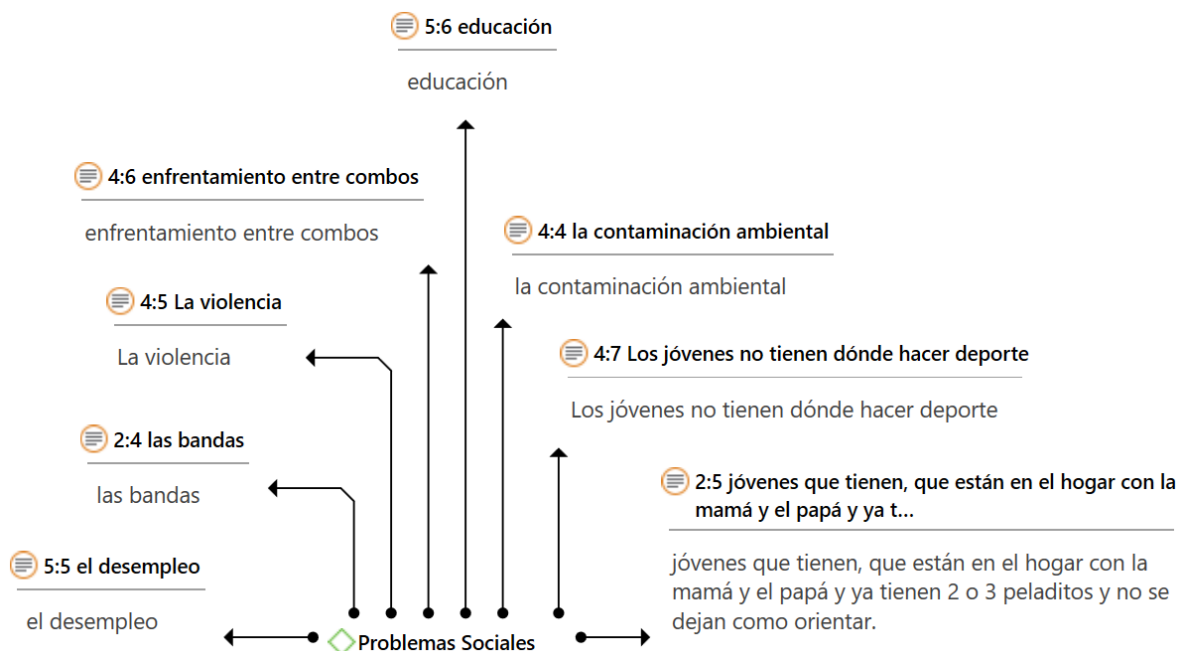 5:6 educación
educación
4:6 enfrentamiento entre combos
enfrentamiento entre combos
4:4 la contaminación ambiental
la contaminación ambiental
4:5 La violencia
La violencia
4:7 Los jóvenes no tienen dónde hacer deporte
Los jóvenes no tienen dónde hacer deporte
2:4 las bandas
las bandas
2:5 jóvenes que tienen, que están en el hogar con la
mamá y el papá y ya t...
jóvenes que tienen, que están en el hogar con la
mamá y el papá y ya tienen 2 o 3 peladitos y no se
dejan como orientar.
5:5 el desempleo
el desempleo
Problemas Sociales